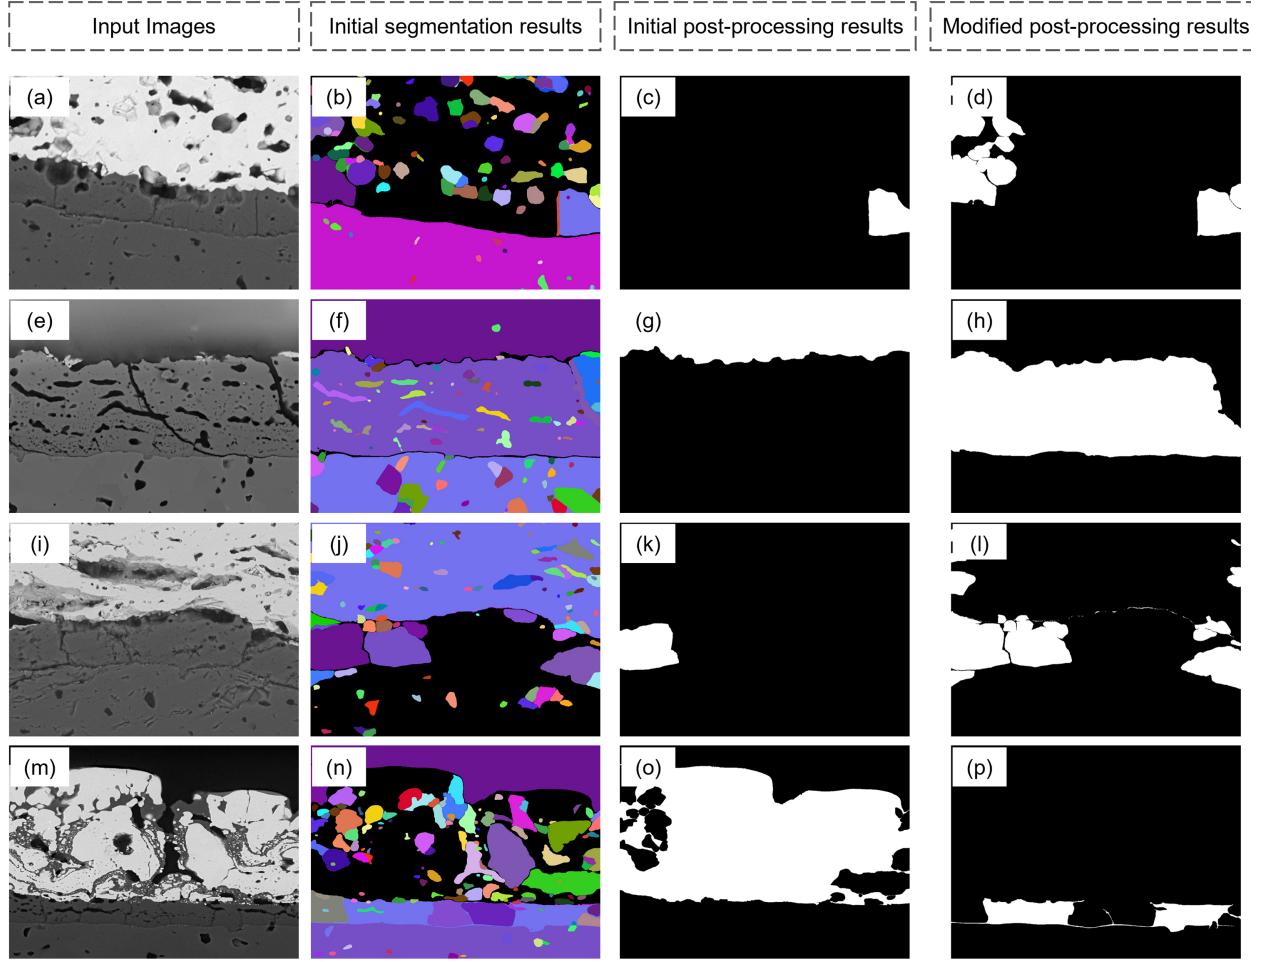 Input Images
Initial segmentation results
Initial post-processing results
Modified post-processing results
(a)
(b)
(c)
(d)
(e)
(f)
(g)
(h)
(i)
(j)
(k)
(l)
(m)
(n)
(o)
(p)